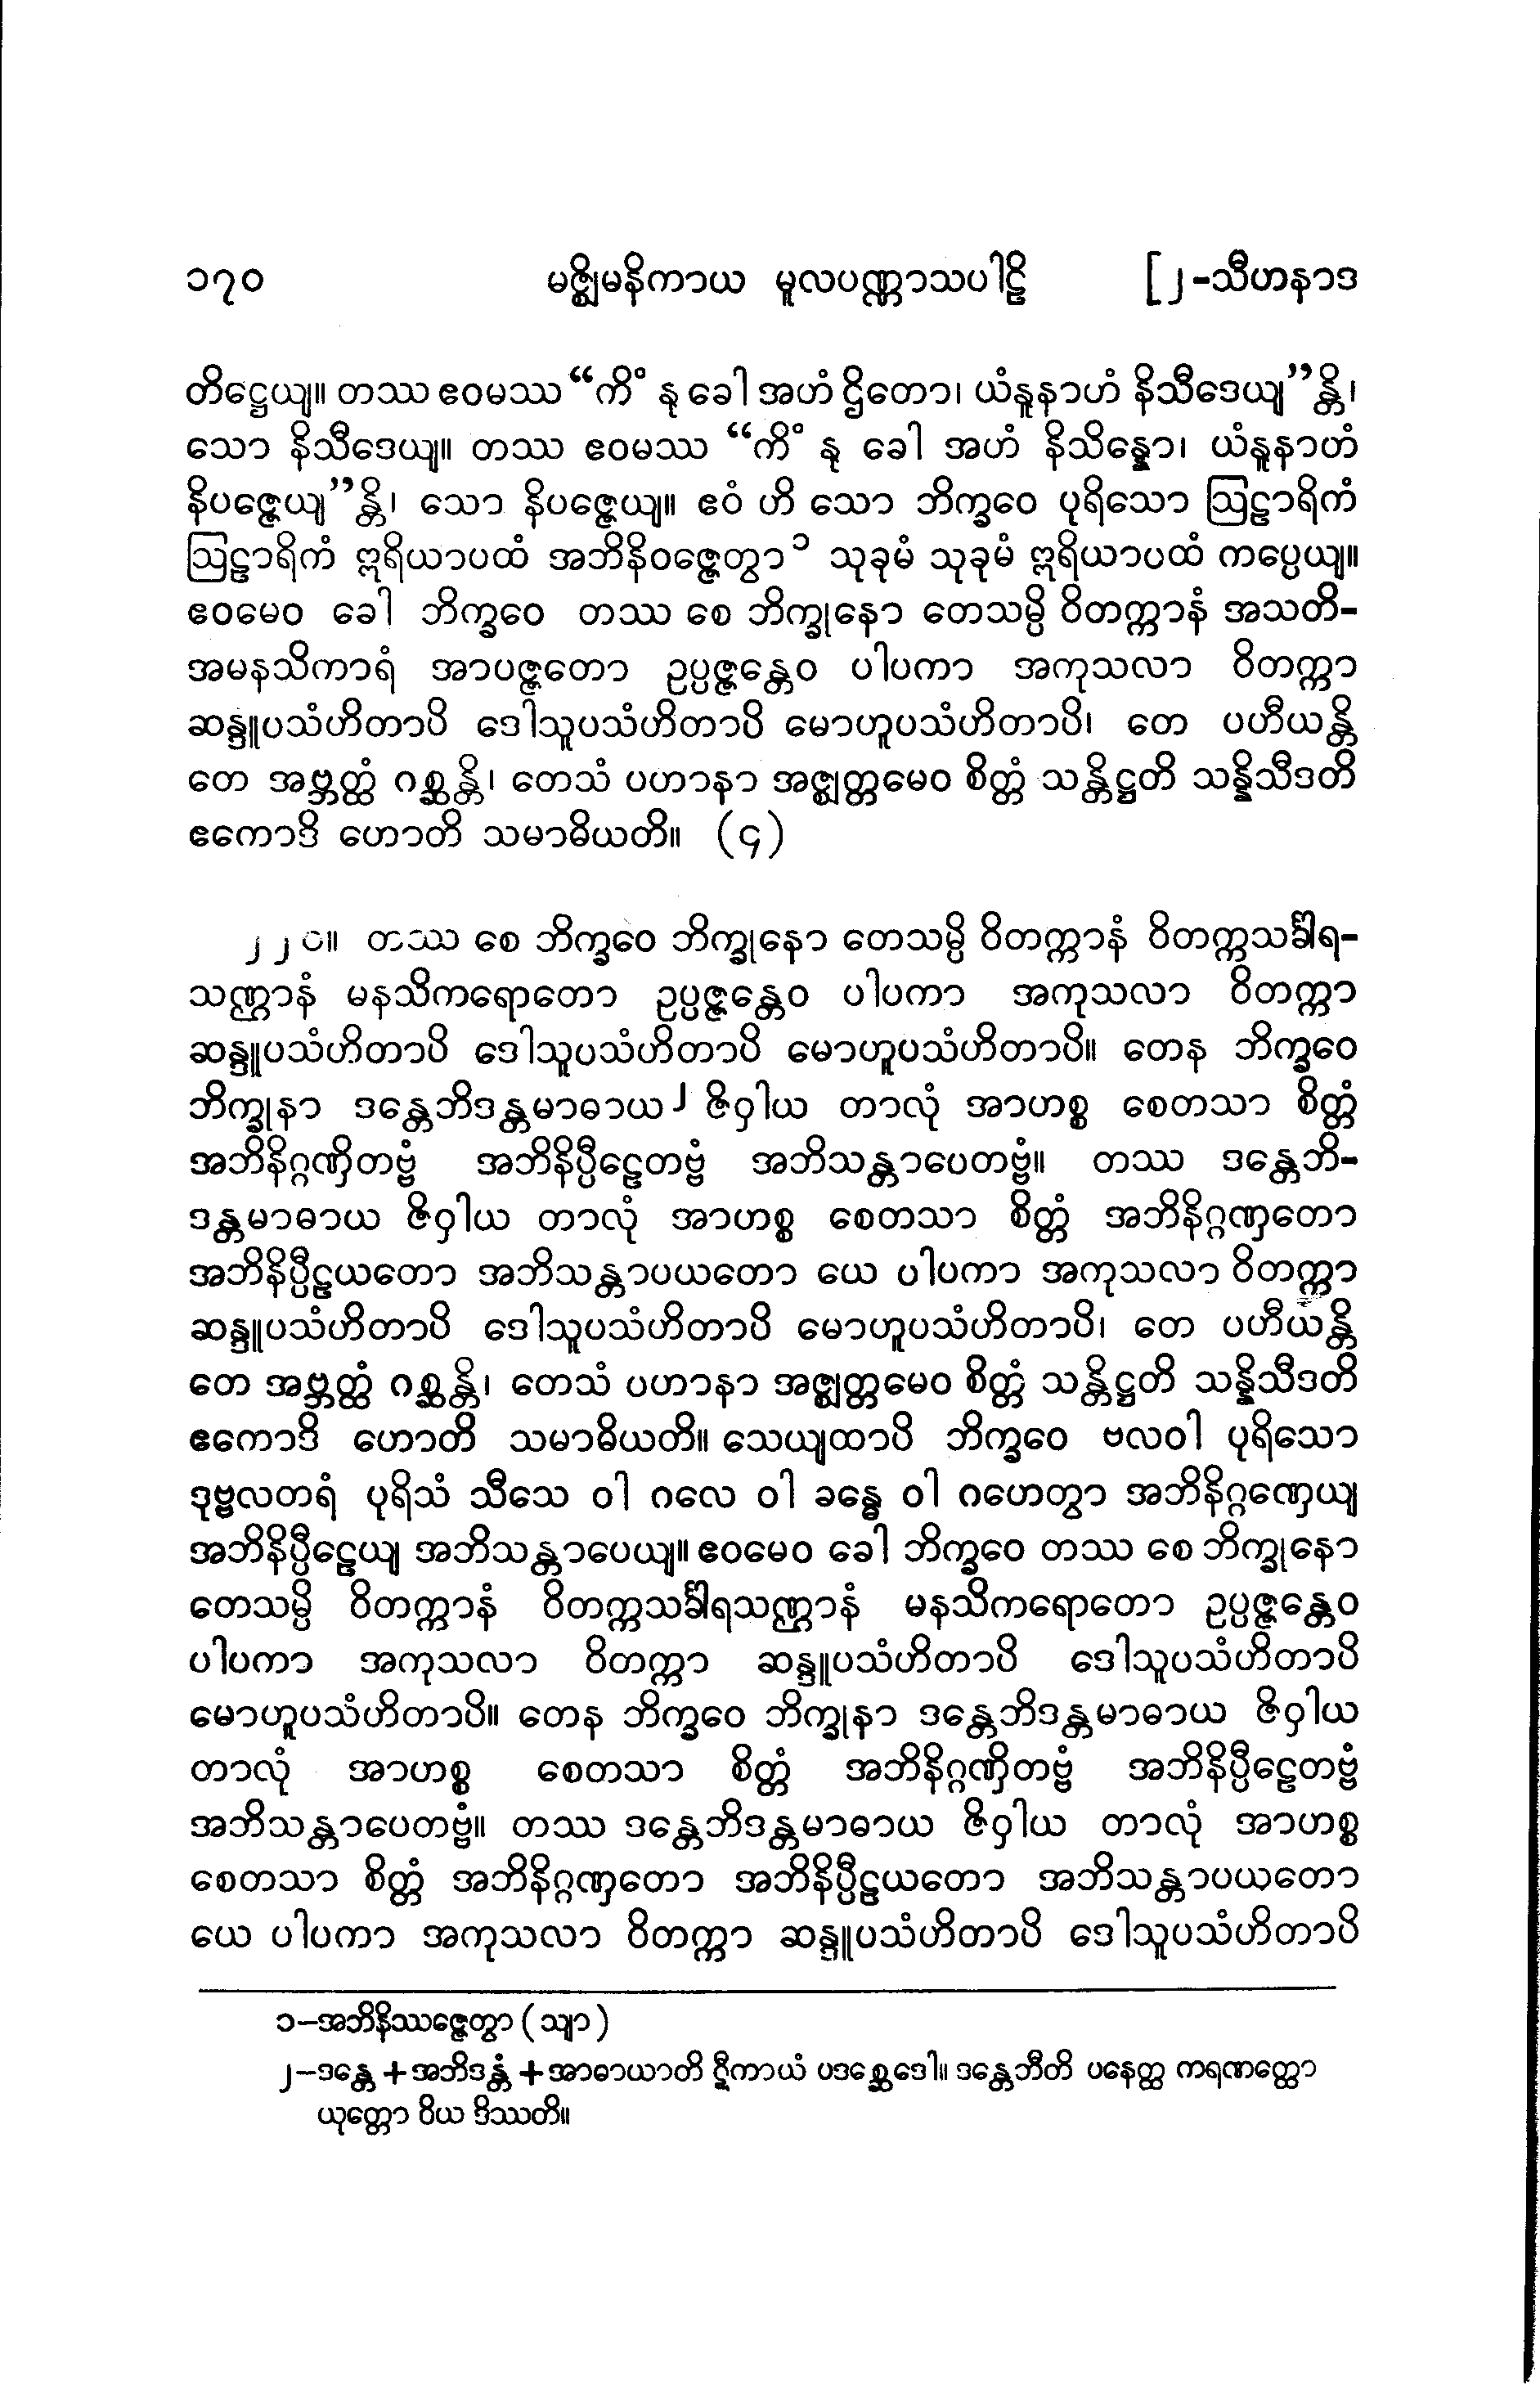 ၁၇၀ မဇ္ဈိမနိကာယ မူလပဏ္ဏာသပါဠိ [၂-သီဟနာဒ
တိဋ္ဌေယျ။ တဿ ဧဝမဿ “ကိံ နု ခေါ အဟံ ဌိတော၊ ယံနူနာဟံ နိသီဒေယျ”န္တိ၊
သော နိသီဒေယျ။ တဿ ဧဝမဿ “ကိံ နု ခေါ အဟံ နိသိန္နော၊ ယံနူနာဟံ
နိပဇ္ဇေယျ”န္တိ၊ သော နိပဇ္ဇေယျ။ ဧဝံ ဟိ သော ဘိက္ခဝေ ပုရိသော ဩဠာရိကံ
ဩဠာရိကံ ဣရိယာပထံ အဘိနိဝဇ္ဇေတွာ၁ သုခုမံ သုခုမံ ဣရိယာပထံ ကပ္ပေယျ။
ဧဝမေဝ ခေါ ဘိက္ခဝေ တဿ စေ ဘိက္ခုနော တေသမ္ပိ ဝိတက္ကာနံ အသတိ-
အမနသိကာရံ အာပဇ္ဇတော ဥပ္ပဇ္ဇန္တေဝ ပါပကာ အကုသလာ ဝိတက္ကာ
ဆန္ဒူပသံဟိတာပိ ဒေါသူပသံဟိတာပိ မောဟူပသံဟိတာပိ၊ တေ ပဟီယန္တိ
တေ အဗ္ဘတ္ထံ ဂစ္ဆန္တိ၊ တေသံ ပဟာနာ အဇ္ဈတ္တမေဝ စိတ္တံ သန္တိဋ္ဌတိ သန္နိသီဒတိ
ဧကောဒိ ဟောတိ သမာဓိယတိ။ (၄)
၂၂၀။ တဿ စေ ဘိက္ခဝေ ဘိက္ခုနော တေသမ္ပိ ဝိတက္ကာနံ ဝိတက္ကသင်္ခါရ-
သဏ္ဌာနံ မနသိကရောတော ဥပ္ပဇ္ဇန္တေဝ ပါပကာ အကုသလာ ဝိတက္ကာ
ဆန္ဒူပသံဟိတာပိ ဒေါသူပသံဟိတာပိ မောဟူပသံဟိတာပိ။ တေန ဘိက္ခဝေ
ဘိက္ခုနာ ဒန္တေဘိဒန္တမာဓာယ၂ ဇိဝှါယ တာလုံ အာဟစ္စ စေတသာ စိတ္တံ
အဘိနိဂ္ဂဏှိတဗ္ဗံ အဘိနိပ္ပီဠေတဗ္ဗံ အဘိသန္တာပေတဗ္ဗံ။ တဿ ဒန္တေဘိ-
ဒန္တမာဓာယ ဇိဝှါယ တာလုံ အာဟစ္စ စေတသာ စိတ္တံ အဘိနိဂ္ဂဏှတော
အဘိနိပ္ပီဠယတော အဘိသန္တာပယတော ယေ ပါပကာ အကုသလာ ဝိတက္ကာ
ဆန္ဒူပသံဟိတာပိ ဒေါသူပသံဟိတာပိ မောဟူပသံဟိတာပိ၊ တေ ပဟီယန္တိ
တေ အဗ္ဘတ္ထံ ဂစ္ဆန္တိ၊ တေသံ ပဟာနာ အဇ္ဈတ္တမေဝ စိတ္တံ သန္တိဋ္ဌတိ သန္နိသီဒတိ
ဧကောဒိ ဟောတိ သမာဓိယတိ။ သေယျထာပိ ဘိက္ခဝေ ဗလဝါ ပုရိသော
ဒုဗ္ဗလတရံ ပုရိသံ သီသေ ဝါ ဂလေ ဝါ ခန္ဓေ ဝါ ဂဟေတွာ အဘိနိဂ္ဂဏှေယျ
အဘိနိပ္ပီဠေယျ အဘိသန္တာပေယျ။ ဧဝမေဝ ခေါ ဘိက္ခဝေ တဿ စေ ဘိက္ခုနော
တေသမ္ပိ ဝိတက္ကာနံ ဝိတက္ကသင်္ခါရသဏ္ဌာနံ မနသိကရောတော ဥပ္ပဇ္ဇန္တေဝ
ပါပကာ အကုသလာ ဝိတက္ကာ ဆန္ဒူပသံဟိတာပိ ဒေါသူပသံဟိတာပိ
မောဟူပသံဟိတာပိ။ တေန ဘိက္ခဝေ ဘိက္ခုနာ ဒန္တေဘိဒန္တမာဓာယ ဇိဝှါယ
တာလုံ အာဟစ္စ စေတသာ စိတ္တံ အဘိနိဂ္ဂဏှိတဗ္ဗံ အဘိနိပ္ပီဠေတဗ္ဗံ
အဘိသန္တာပေတဗ္ဗံ။ တဿ ဒန္တေဘိဒန္တမာဓာယ ဇိဝှါယ တာလုံ အာဟစ္စ
စေတသာ စိတ္တံ အဘိနိဂ္ဂဏှတော အဘိနိပ္ပီဠယတော အဘိသန္တာပယတော
ယေ ပါပကာ အကုသလာ ဝိတက္ကာ ဆန္ဒူပသံဟိတာပိ ဒေါသူပသံဟိတာပိ
၁-အဘိနိဿဇ္ဇေတွာ (သျာ)
၂-ဒန္တေ+အဘိဒန္တံ+အာဓာယာတိ ဋီကာယံ ပဒစ္ဆေဒေါ။ ဒန္တေဘီတိ ပနေတ္ထ ကရဏတ္ထော
ယုတ္တော ဝိယ ဒိဿတိ။